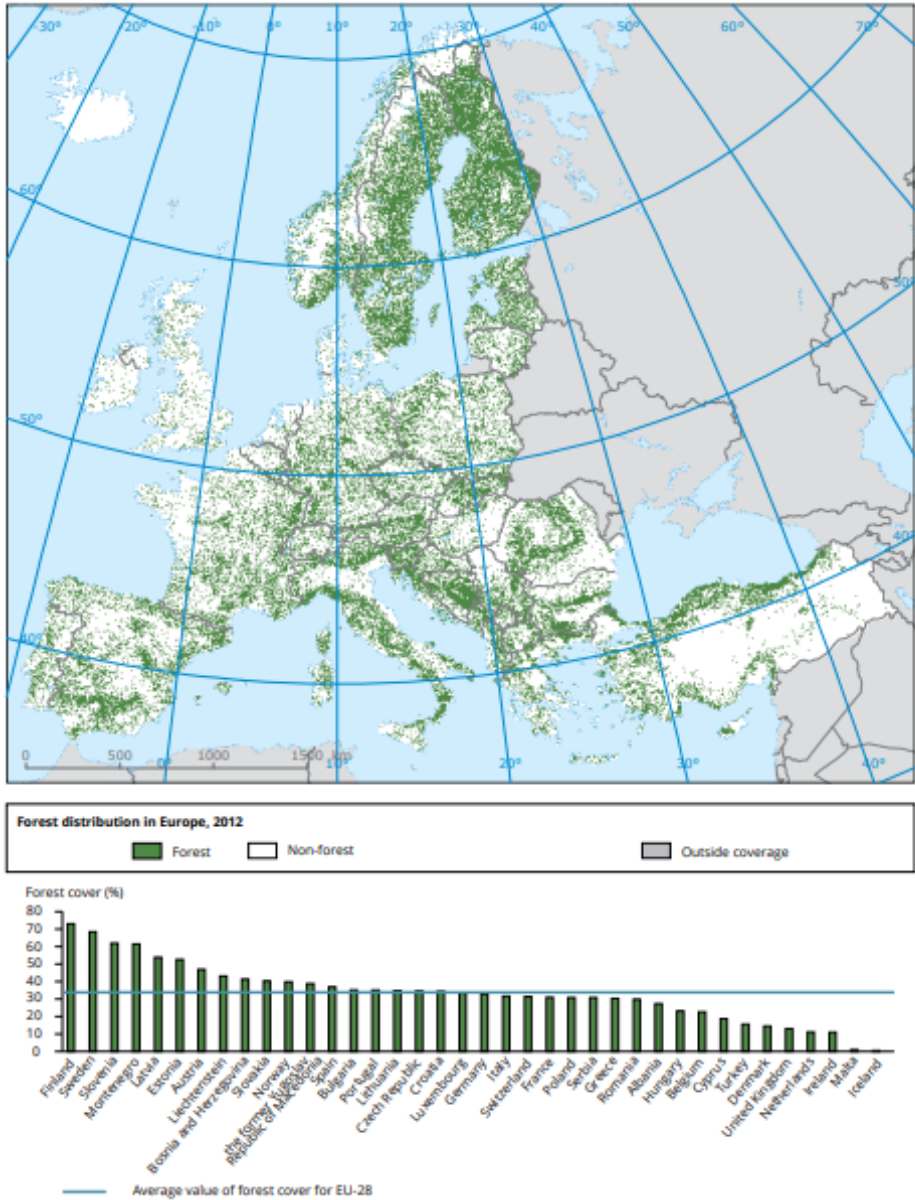 -30° 20° 10° 0° 10° 20° 30° 40° 50° 60° 70°
60°
50°
50°
40°
40°
0 500 0° 1000 1500 km
10° 20° 30° 40°
Forest distribution in Europe, 2012
Forest Non-forest Outside coverage
Forest cover (%)
80
70
60
50
40
30
20
10
0
Finland
Sweden
Slovenia
Montenegro
Latvia
Estonia
Austria
Liechtenstein
Bosnia and Herzegovina
Slovakia
Norway
the former Yugoslav
Republic of Macedonia
Spain
Bulgaria
Portugal
Lithuania
Czech Republic
Croatia
Luxembourg
Germany
Italy
Switzerland
France
Poland
Serbia
Greece
Romania
Albania
Hungary
Belgium
Cyprus
Turkey
Denmark
United Kingdom
Netherlands
Ireland
Malta
Iceland
Average value of forest cover for EU-28